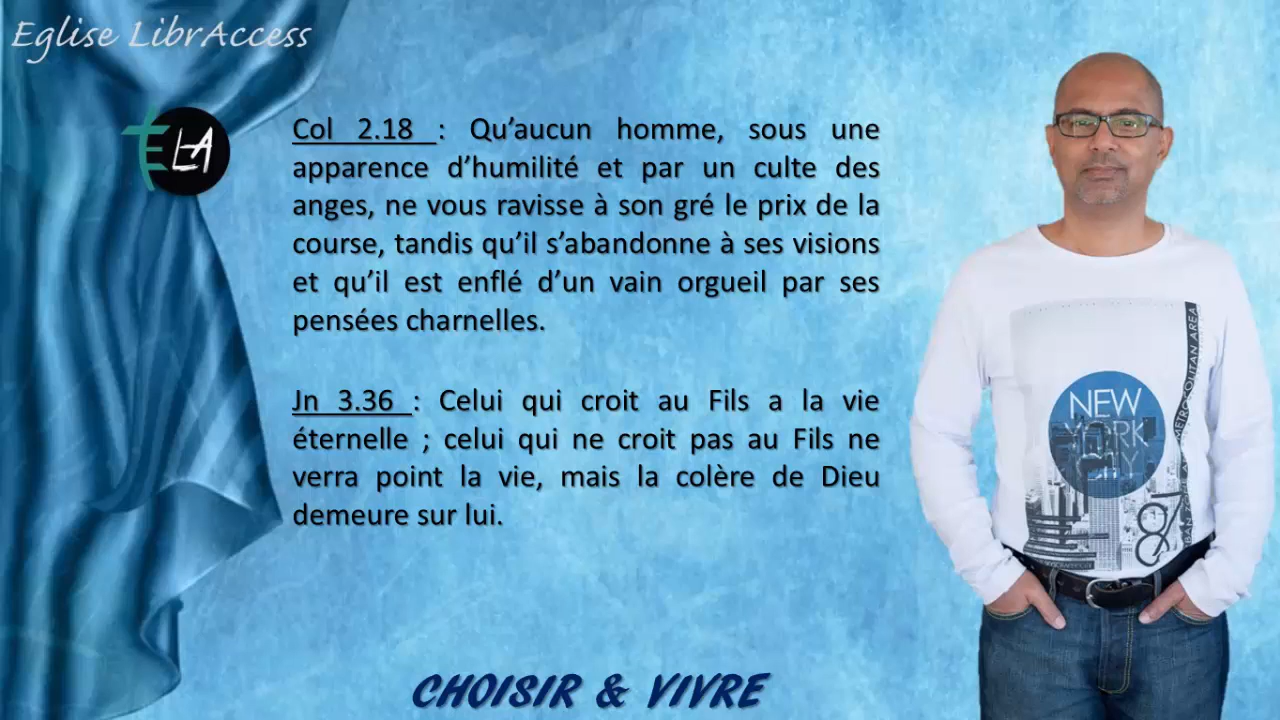 Eglise LibrAccess
ELA
Col 2.18 : Qu’aucun homme, sous une
apparence d’humilité et par un culte des
anges, ne vous ravisse à son gré le prix de la
course, tandis qu’il s’abandonne à ses visions
et qu’il est enflé d’un vain orgueil par ses
pensées charnelles.
Jn 3.36 : Celui qui croit au Fils a la vie
éternelle ; celui qui ne croit pas au Fils ne
verra point la vie, mais la colère de Dieu
demeure sur lui.
METROPOLITAN AREA
NEW
YORK
CITY
87
CHOISIR & VIVRE